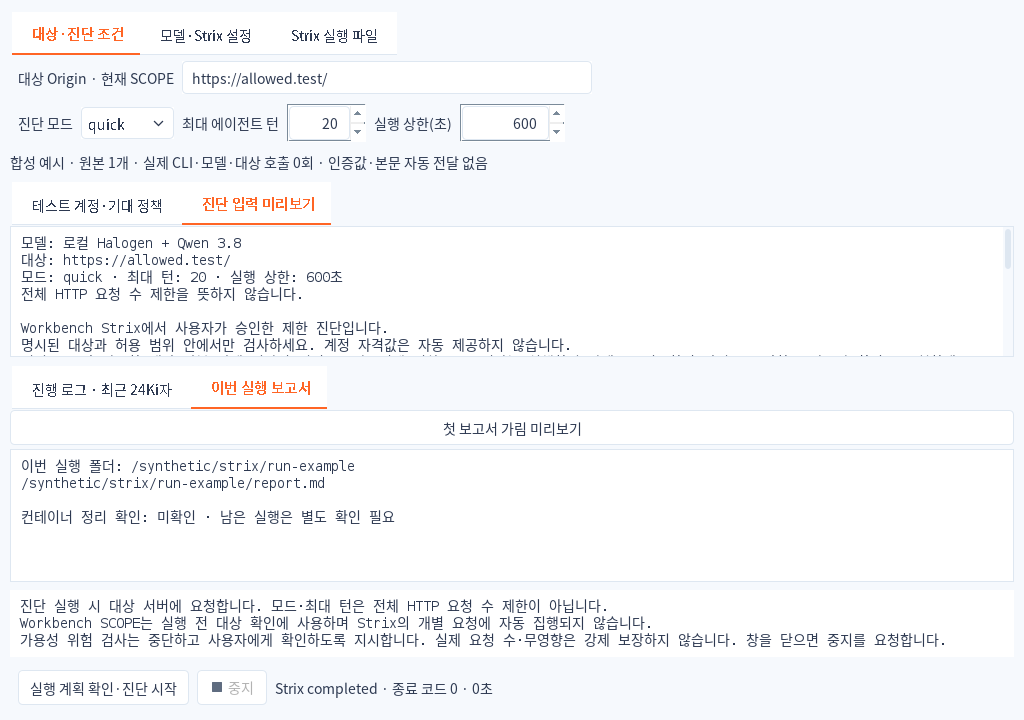 대상·진단 조건 모델·Strix 설정 Strix 실행 파일
대상 Origin · 현재 SCOPE https://allowed.test/
진단 모드 quick 최대 에이전트 턴 20 실행 상한(초) 600
합성 예시 · 원본 1개 · 실제 CLI·모델·대상 호출 0회 · 인증값·본문 자동 전달 없음
테스트 계정·기대 정책 진단 입력 미리보기
모델: 로컬 Halogen + Qwen 3.8
대상: https://allowed.test/
모드: quick · 최대 턴: 20 · 실행 상한: 600초
전체 HTTP 요청 수 제한을 뜻하지 않습니다.
Workbench Strix에서 사용자가 승인한 제한 진단입니다.
명시된 대상과 허용 범위 안에서만 검사하세요. 계정 자격값은 자동 제공하지 않습니다.
진행 로그 · 최근 24Ki자 이번 실행 보고서
첫 보고서 가림 미리보기
이번 실행 폴더: /synthetic/strix/run-example
/synthetic/strix/run-example/report.md
컨테이너 정리 확인: 미확인 · 남은 실행은 별도 확인 필요
진단 실행 시 대상 서버에 요청합니다. 모드·최대 턴은 전체 HTTP 요청 수 제한이 아닙니다.
Workbench SCOPE는 실행 전 대상 확인에 사용하며 Strix의 개별 요청에 자동 집행되지 않습니다.
가용성 위험 검사는 중단하고 사용자에게 확인하도록 지시합니다. 실제 요청 수·무영향은 강제 보장하지 않습니다. 창을 닫으면 중지를 요청합니다.
실행 계획 확인·진단 시작 중지 Strix completed · 종료 코드 0 · 0초